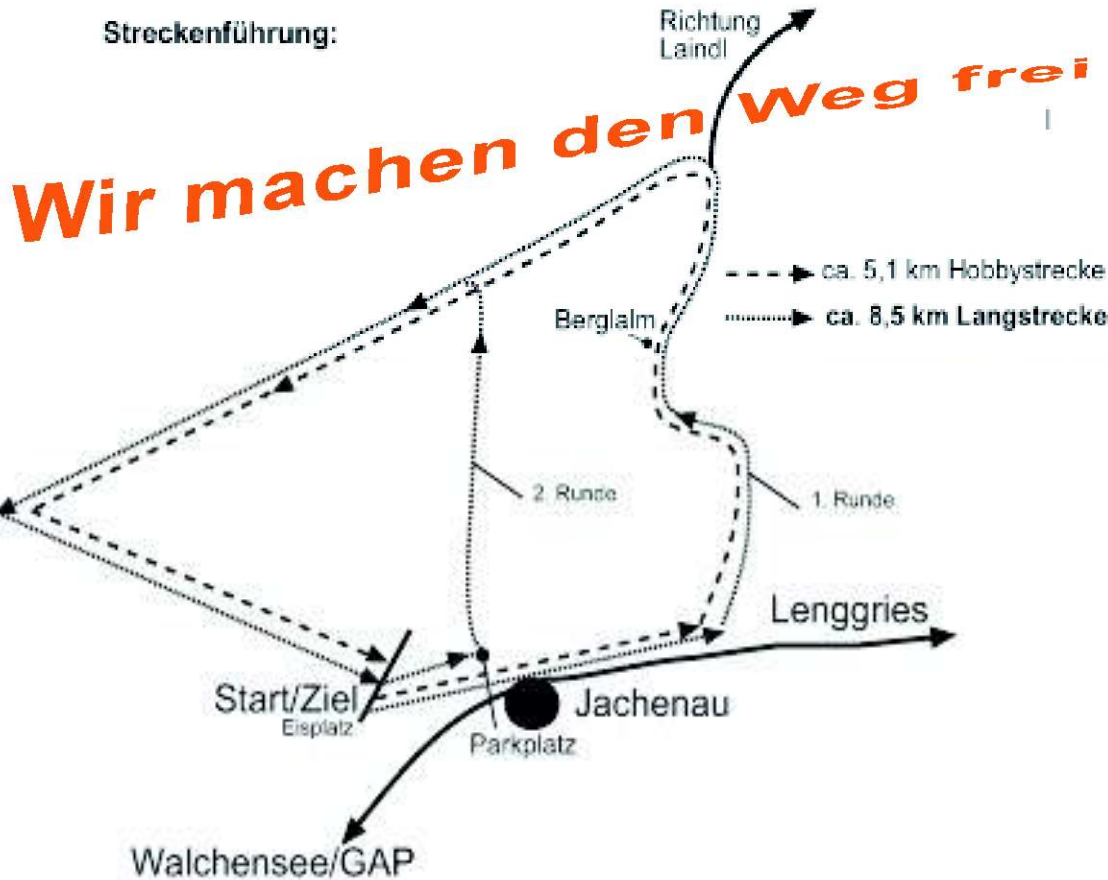 Streckenführung:
Richtung
Laindl
Wir machen den Weg frei
ca. 5,1 km Hobbystrecke
Berglalm
ca. 8,5 km Langstrecke
2. Runde
1. Runde
Lenggries
Start/Ziel
Eisplatz
Jachenau
Parkplatz
Walchensee/GAP